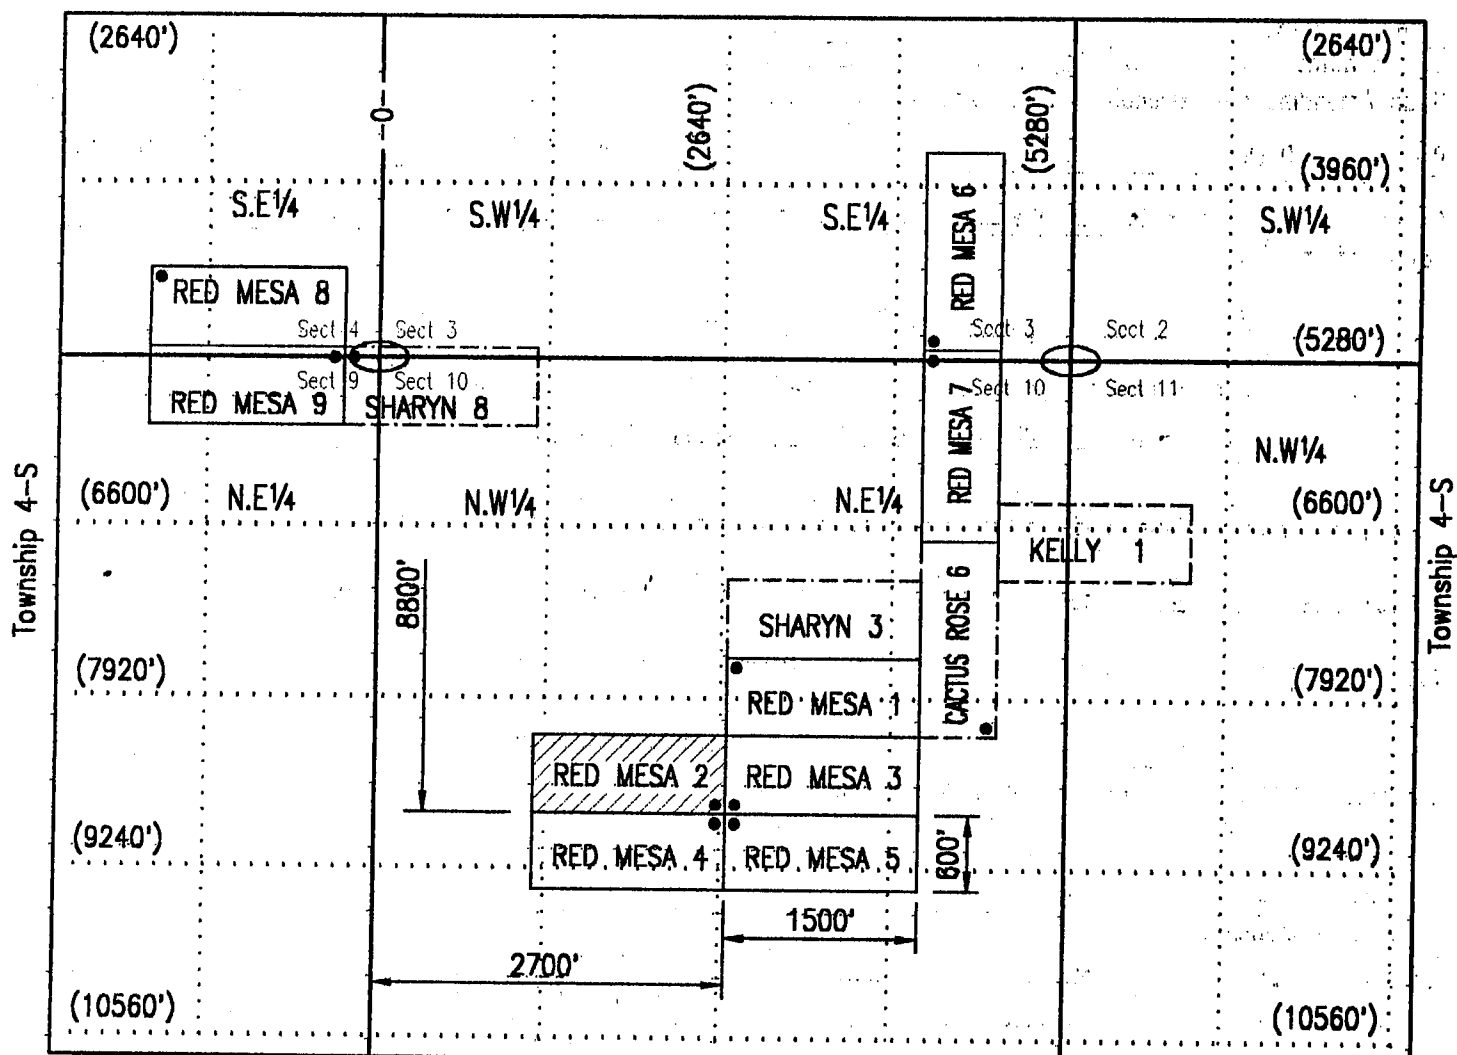 (2640')
(2640')
0
(2640')
(5280')
(3960')
S.E¼
S.W¼
S.E¼
RED MESA 6
S.W¼
RED MESA 8
Sect 4
Sect 3
Sect 3
Sect 2
(5280')
Sect 9
Sect 10
Sect 10
Sect 11
RED MESA 9
SHARYN 8
RED MESA 7
N.W¼
(6600')
N.E¼
N.W¼
N.E¼
(6600')
Township 4-S
Township 4-S
KELLY 1
8800'
SHARYN 3
CACTUS ROSE 6
(7920')
(7920')
RED MESA 1
RED MESA 2
RED MESA 3
(9240')
(9240')
RED MESA 4
RED MESA 5
600'
1500'
2700'
(10560')
(10560')